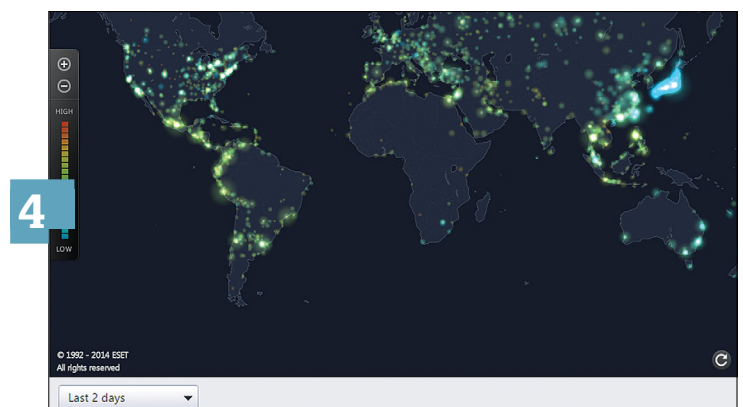 HIGH
4
LOW
© 1992 - 2014 ESET
All rights reserved
Last 2 days